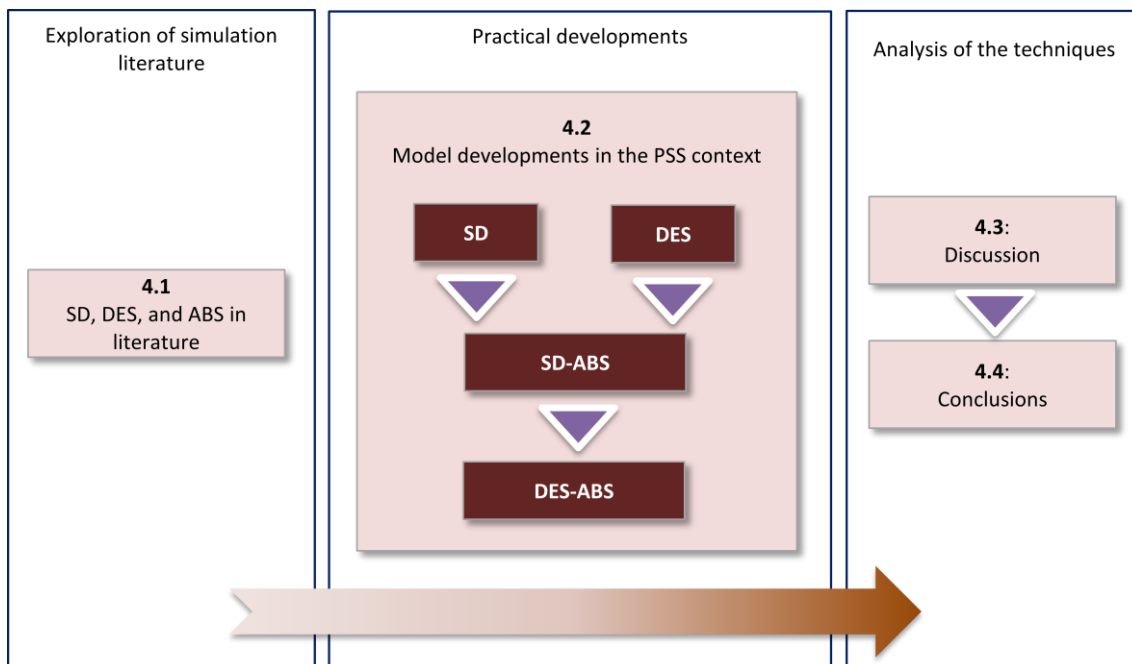 Exploration of simulation
literature
4.1
SD, DES, and ABS in
literature
Practical developments
4.2
Model developments in the PSS context
SD
DES
SD-ABS
DES-ABS
Analysis of the techniques
4.3:
Discussion
4.4:
Conclusions